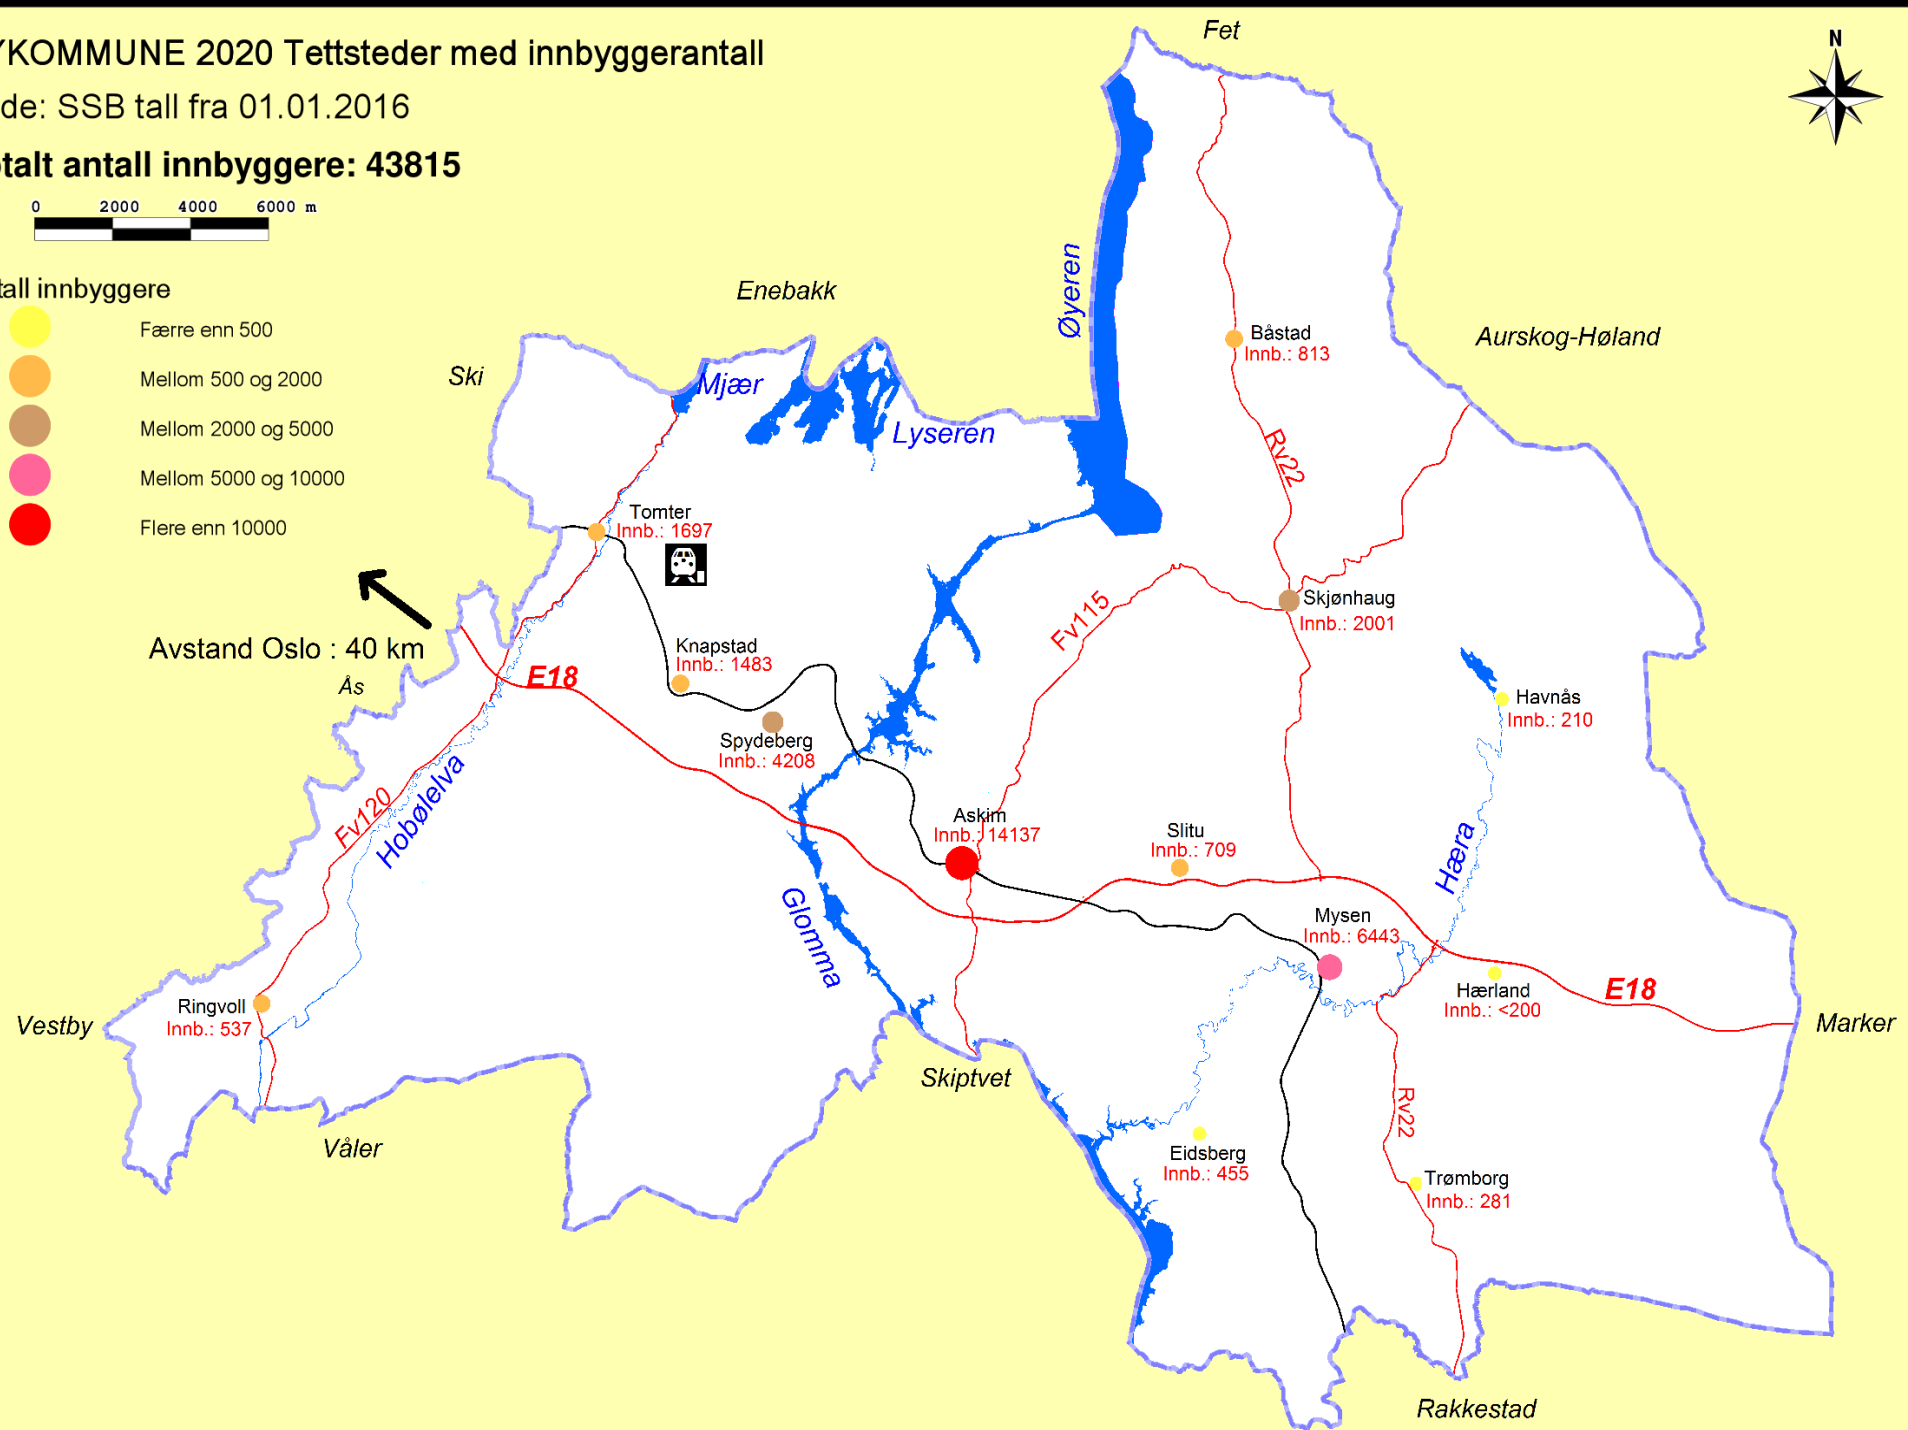 YKOMMUNE 2020 Tettsteder med innbyggerantall
de: SSB tall fra 01.01.2016
talt antall innbyggere: 43815
0 2000 4000 6000 m
tall innbyggere
Færre enn 500
Mellom 500 og 2000
Mellom 2000 og 5000
Mellom 5000 og 10000
Flere enn 10000
Avstand Oslo : 40 km
N
Fet
Enebakk
Ski
Aurskog-Høland
Ås
Vestby
Våler
Skiptvet
Marker
Rakkestad
Øyeren
Mjær
Lyseren
Hobølelva
Glomma
Hæra
Båstad
Innb.: 813
Rv22
Tomter
Innb.: 1697
Knapstad
Innb.: 1483
Spydeberg
Innb.: 4208
Fv115
Skjønhaug
Innb.: 2001
E18
Havnås
Innb.: 210
Fv120
Askim
Innb.: 14137
Slitu
Innb.: 709
Mysen
Innb.: 6443
Hærland
Innb.: <200
E18
Ringvoll
Innb.: 537
Rv22
Eidsberg
Innb.: 455
Trømborg
Innb.: 281